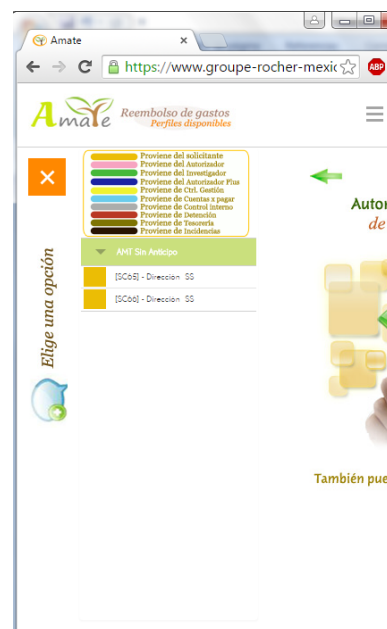 Amate
https://www.groupe-rocher-mexic
ABP
Amate
Reembolso de gastos
Perfiles disponibles
Proviene del solicitante
Proviene del Autorizador
Proviene del Investigador
Proviene del Autorizador Plus
Proviene de Ctrl. Gestión
Proviene de Cuentas x pagar
Proviene de Control interno
Proviene de Detención
Proviene de Tesorería
Proviene de Incidencias
Elige una opción
AMT Sin Anticipo
[SC65] - Direccion SS
[SC66] - Direccion SS
Autor
de
También pue